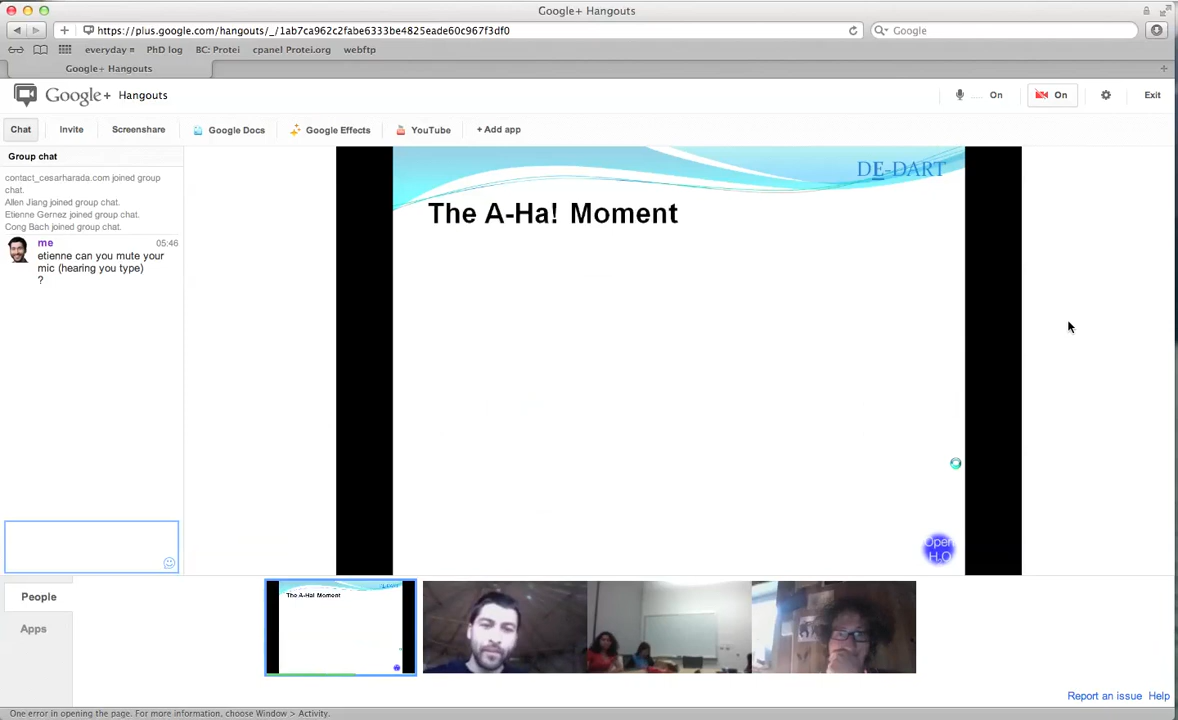 Google+ Hangouts
https://plus.google.com/hangouts/_/1ab7ca962c2fabe6333be4825eade60c967f3df0
Google
everyday PhD log BC: Protei cpanel Protei.org webftp
Google+ Hangouts
Google+ Hangouts
On
On
Exit
Chat Invite Screenshare Google Docs Google Effects YouTube + Add app
Group chat
contact_cesarharada.com joined group
chat.
Allen Jiang joined group chat.
Etienne Gernez joined group chat.
Cong Bach joined group chat.
me 05:46
etienne can you mute your
mic (hearing you type)
?
DE-DART
The A-Ha! Moment
Open
H₂O
People
Apps
The A-Ha! Moment
Report an issue Help
One error in opening the page. For more information, choose Window > Activity.